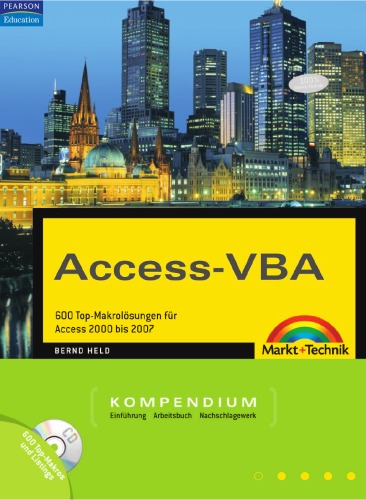 PEARSON
Education
Access-VBA
600 Top-Makrolösungen für
Access 2000 bis 2007
BERND HELD
Markt+Technik
KOMPENDIUM
Einführung Arbeitsbuch Nachschlagewerk
CD
600 Top-Makros
und Listings